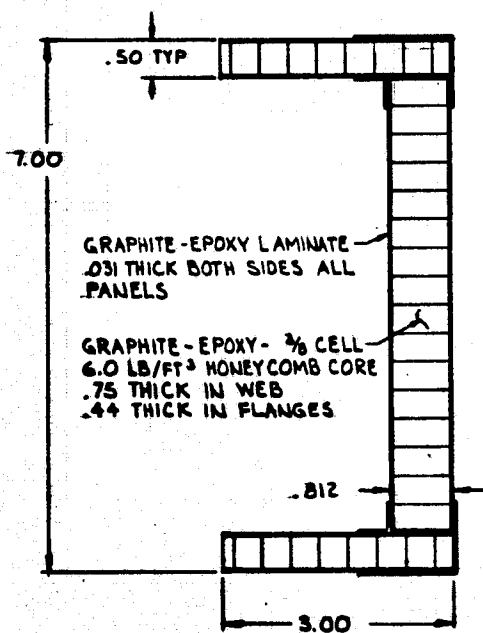 .50 TYP
7.00
GRAPHITE-EPOXY LAMINATE
.031 THICK BOTH SIDES ALL
PANELS
GRAPHITE-EPOXY- 3/8 CELL
6.0 LB/FT³ HONEYCOMB CORE
.75 THICK IN WEB
.44 THICK IN FLANGES
.812
3.00